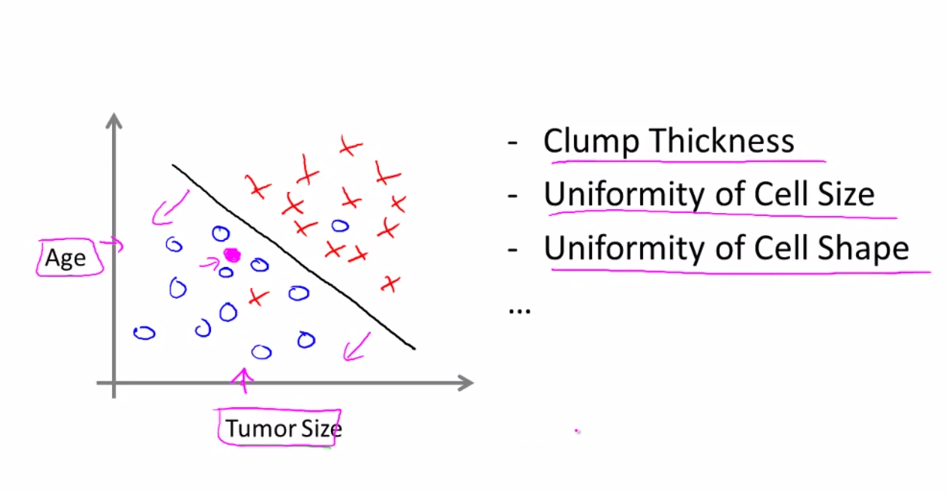 - Clump Thickness
- Uniformity of Cell Size
- Uniformity of Cell Shape
...
Age
Tumor Size